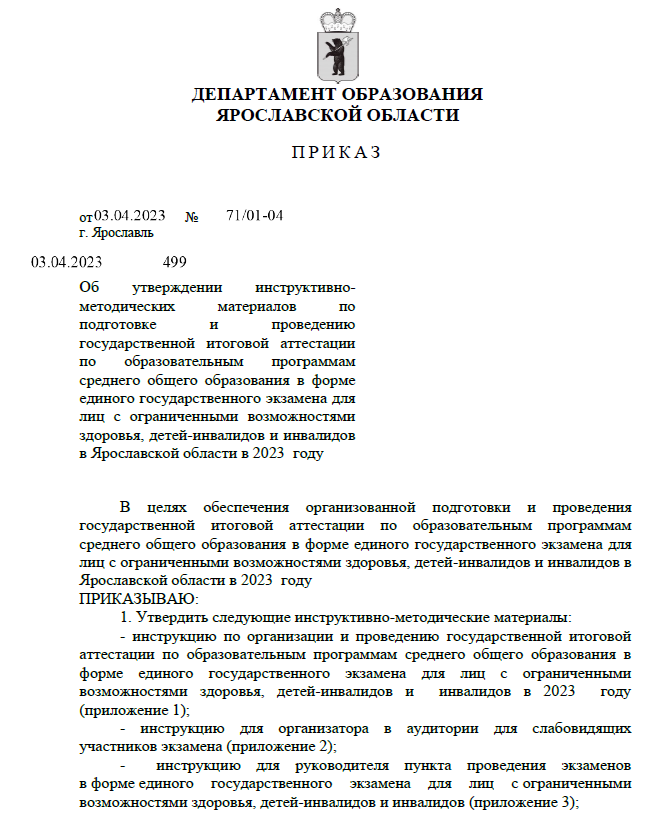 ДЕПАРТАМЕНТ ОБРАЗОВАНИЯ
ЯРОСЛАВСКОЙ ОБЛАСТИ
П Р И К А З
от 03.04.2023 № 71/01-04
г. Ярославль
03.04.2023 499
Об утверждении инструктивно-
методических материалов по
подготовке и проведению
государственной итоговой аттестации
по образовательным программам
среднего общего образования в форме
единого государственного экзамена для
лиц с ограниченными возможностями
здоровья, детей-инвалидов и инвалидов
в Ярославской области в 2023 году
В целях обеспечения организованной подготовки и проведения
государственной итоговой аттестации по образовательным программам
среднего общего образования в форме единого государственного экзамена для
лиц с ограниченными возможностями здоровья, детей-инвалидов и инвалидов в
Ярославской области в 2023 году
ПРИКАЗЫВАЮ:
1. Утвердить следующие инструктивно-методические материалы:
- инструкцию по организации и проведению государственной итоговой
аттестации по образовательным программам среднего общего образования в
форме единого государственного экзамена для лиц с ограниченными
возможностями здоровья, детей-инвалидов и инвалидов в 2023 году
(приложение 1);
- инструкцию для организатора в аудитории для слабовидящих
участников экзамена (приложение 2);
- инструкцию для руководителя пункта проведения экзаменов
в форме единого государственного экзамена для лиц с ограниченными
возможностями здоровья, детей-инвалидов и инвалидов (приложение 3);